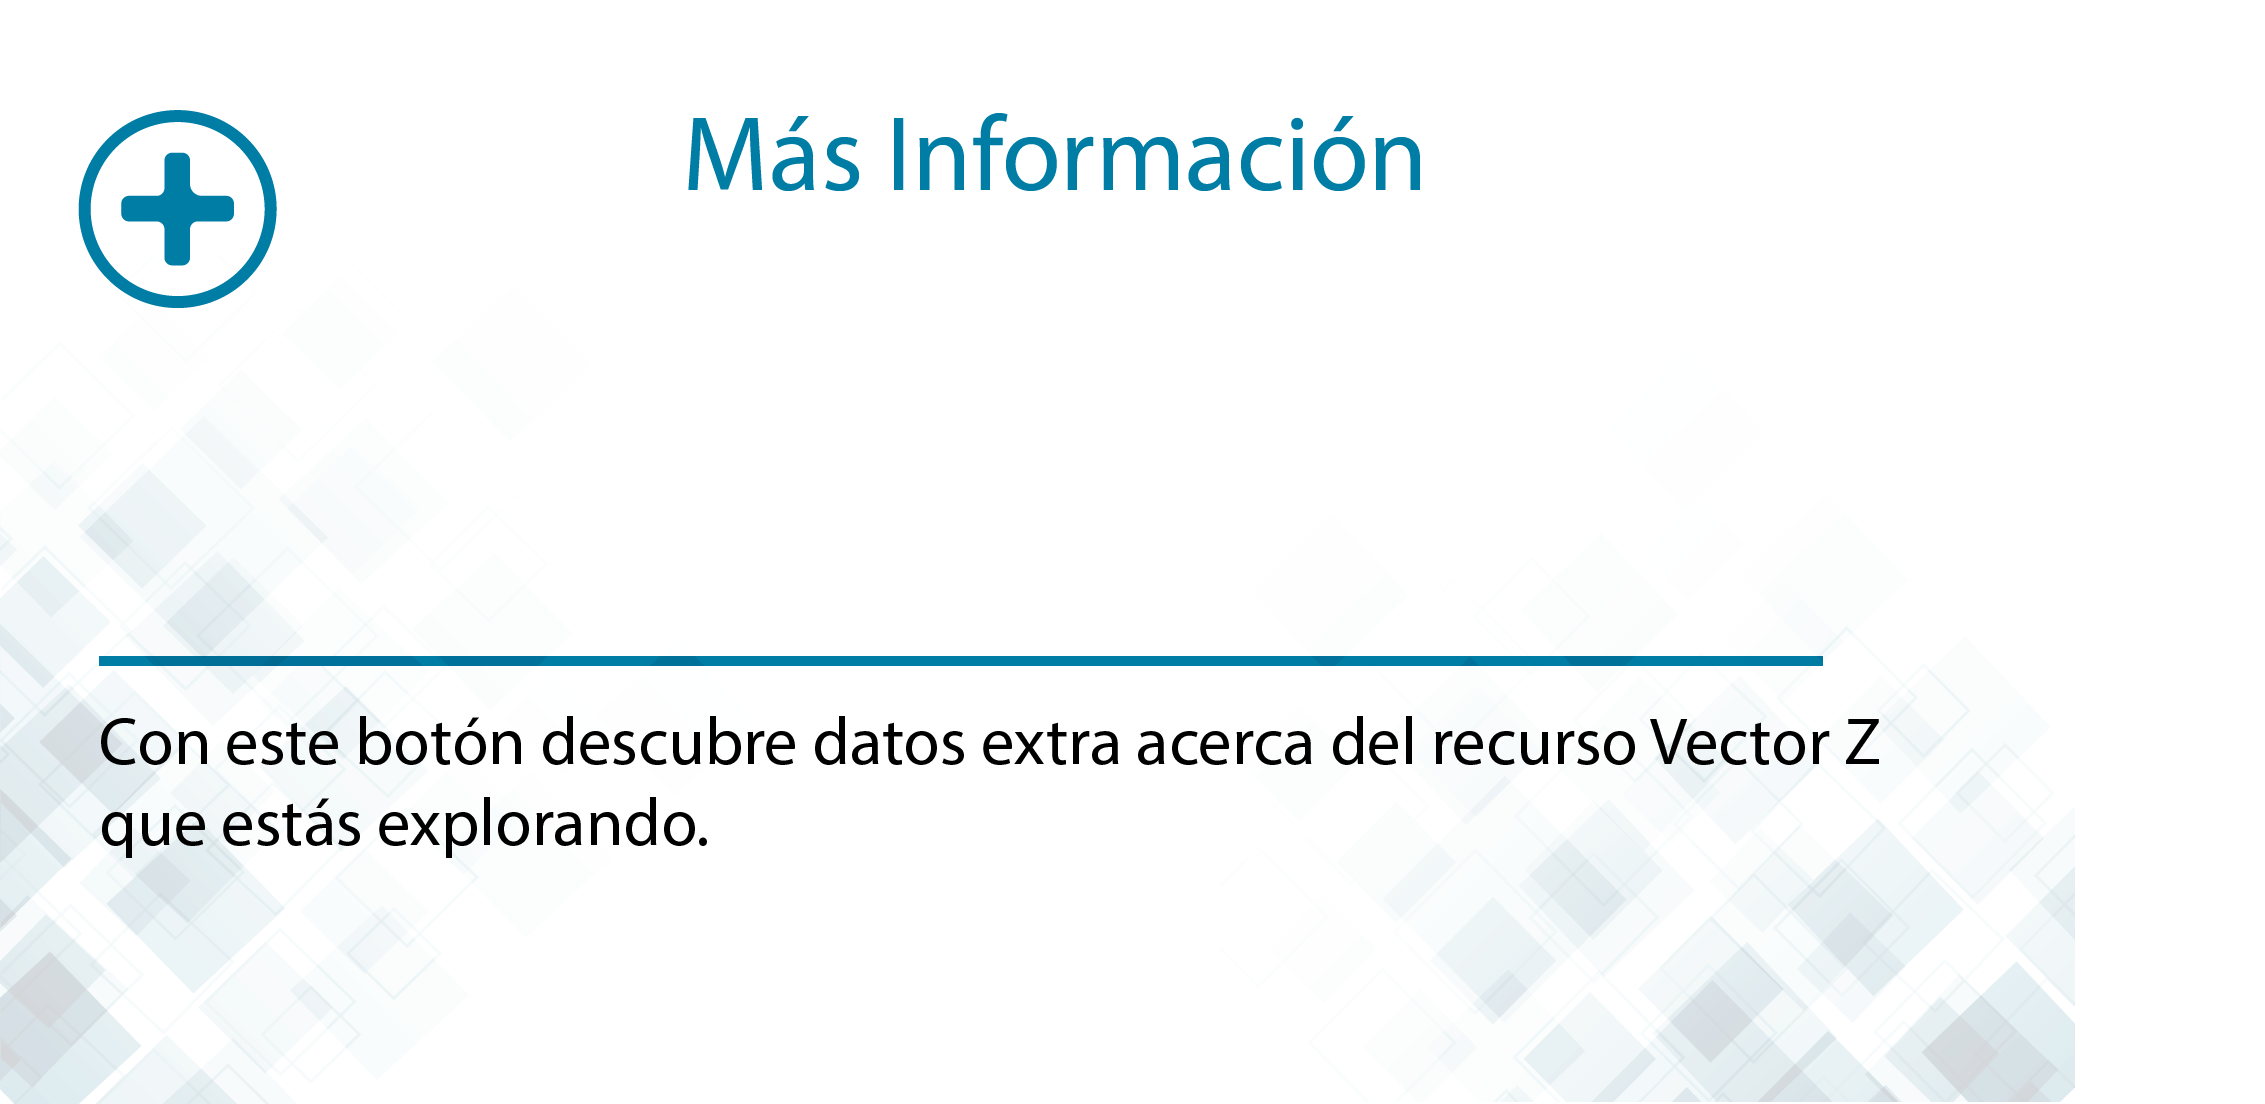 Más Información
Con este botón descubre datos extra acerca del recurso Vector Z
que estás explorando.